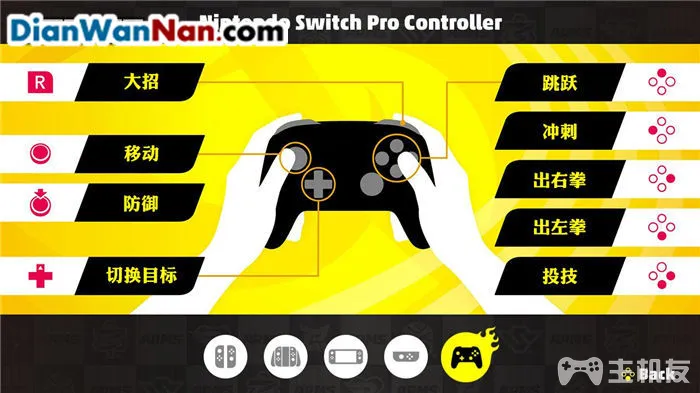 Nintendo Switch Pro Controller
DianWanNan.com
R
大招
移动
防御
切换目标
跳跃
冲刺
出右拳
出左拳
投技
Back
主机友